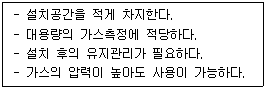 - 설치공간을 적게 차지한다.
- 대용량의 가스측정에 적당하다.
- 설치 후의 유지관리가 필요하다.
- 가스의 압력이 높아도 사용이 가능하다.